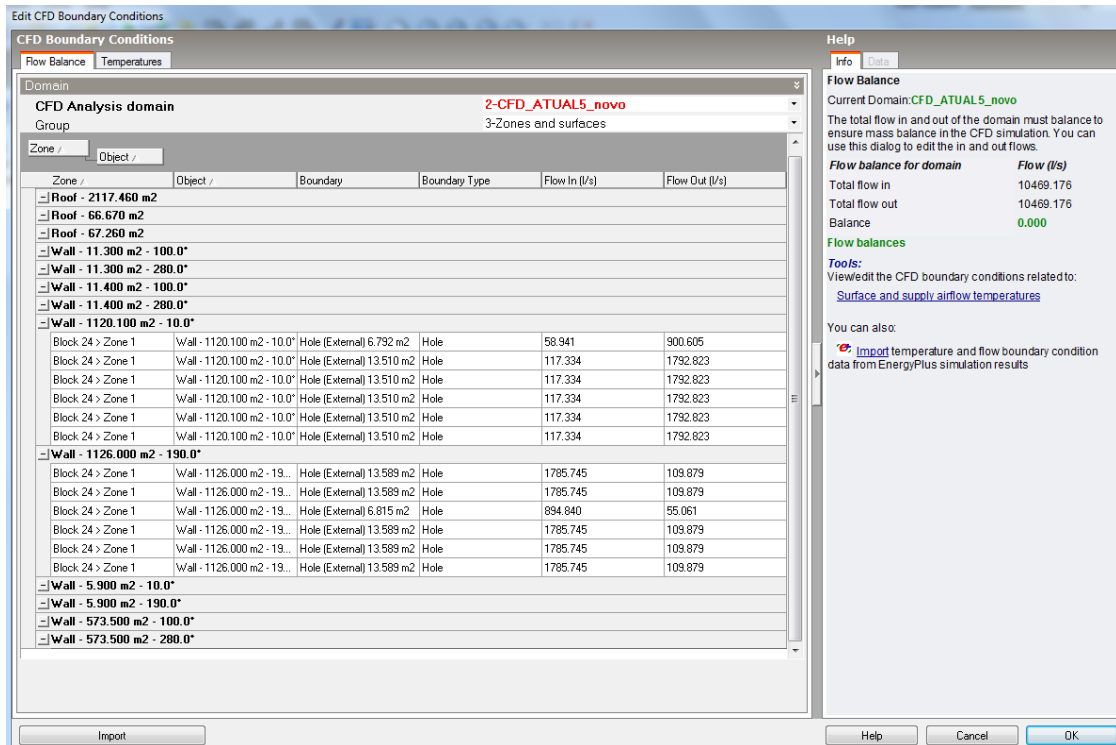 Edit CFD Boundary Conditions
CFD Boundary Conditions
Flow Balance Temperatures
Domain
CFD Analysis domain 2-CFD_ATUAL5_novo
Group 3-Zones and surfaces
Zone /
Object /
Zone / Object / Boundary Boundary Type Flow In (l/s) Flow Out (l/s)
Roof - 2117.460 m2
Roof - 66.670 m2
Roof - 67.260 m2
Wall - 11.300 m2 - 100.0°
Wall - 11.300 m2 - 280.0°
Wall - 11.400 m2 - 100.0°
Wall - 11.400 m2 - 280.0°
Wall - 1120.100 m2 - 10.0°
Block 24 > Zone 1 Wall - 1120.100 m2 - 10.0° Hole (External) 6.792 m2 Hole 58.941 900.605
Block 24 > Zone 1 Wall - 1120.100 m2 - 10.0° Hole (External) 13.510 m2 Hole 117.334 1792.823
Block 24 > Zone 1 Wall - 1120.100 m2 - 10.0° Hole (External) 13.510 m2 Hole 117.334 1792.823
Block 24 > Zone 1 Wall - 1120.100 m2 - 10.0° Hole (External) 13.510 m2 Hole 117.334 1792.823
Block 24 > Zone 1 Wall - 1120.100 m2 - 10.0° Hole (External) 13.510 m2 Hole 117.334 1792.823
Block 24 > Zone 1 Wall - 1120.100 m2 - 10.0° Hole (External) 13.510 m2 Hole 117.334 1792.823
Wall - 1126.000 m2 - 190.0°
Block 24 > Zone 1 Wall - 1126.000 m2 - 19... Hole (External) 13.589 m2 Hole 1785.745 109.879
Block 24 > Zone 1 Wall - 1126.000 m2 - 19... Hole (External) 13.589 m2 Hole 1785.745 109.879
Block 24 > Zone 1 Wall - 1126.000 m2 - 19... Hole (External) 6.815 m2 Hole 894.840 55.061
Block 24 > Zone 1 Wall - 1126.000 m2 - 19... Hole (External) 13.589 m2 Hole 1785.745 109.879
Block 24 > Zone 1 Wall - 1126.000 m2 - 19... Hole (External) 13.589 m2 Hole 1785.745 109.879
Block 24 > Zone 1 Wall - 1126.000 m2 - 19... Hole (External) 13.589 m2 Hole 1785.745 109.879
Wall - 5.900 m2 - 10.0°
Wall - 5.900 m2 - 190.0°
Wall - 573.500 m2 - 100.0°
Wall - 573.500 m2 - 280.0°
Import
Help
Info Data
Flow Balance
Current Domain:CFD_ATUAL5_novo
The total flow in and out of the domain must balance to
ensure mass balance in the CFD simulation. You can
use this dialog to edit the in and out flows.
Flow balance for domain Flow (l/s)
Total flow in 10469.176
Total flow out 10469.176
Balance 0.000
Flow balances
Tools:
View/edit the CFD boundary conditions related to:
Surface and supply airflow temperatures
You can also:
Import temperature and flow boundary condition
data from EnergyPlus simulation results
Help Cancel OK